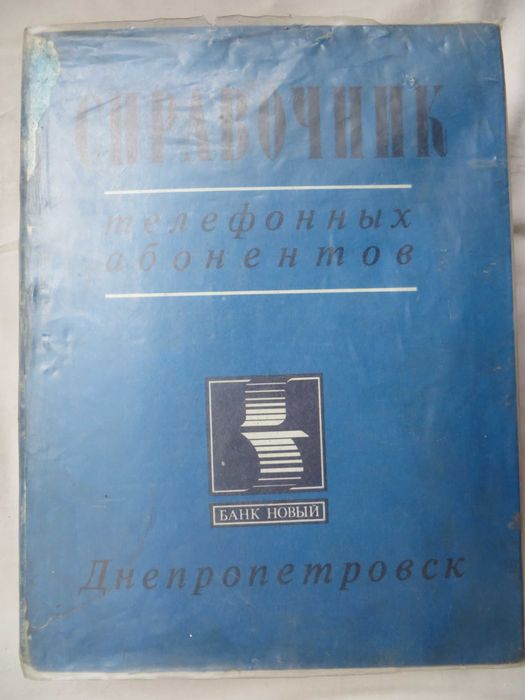 СПРАВОЧНИК
телефонных
абонентов
БАНК НОВЫЙ
Днепропетровск